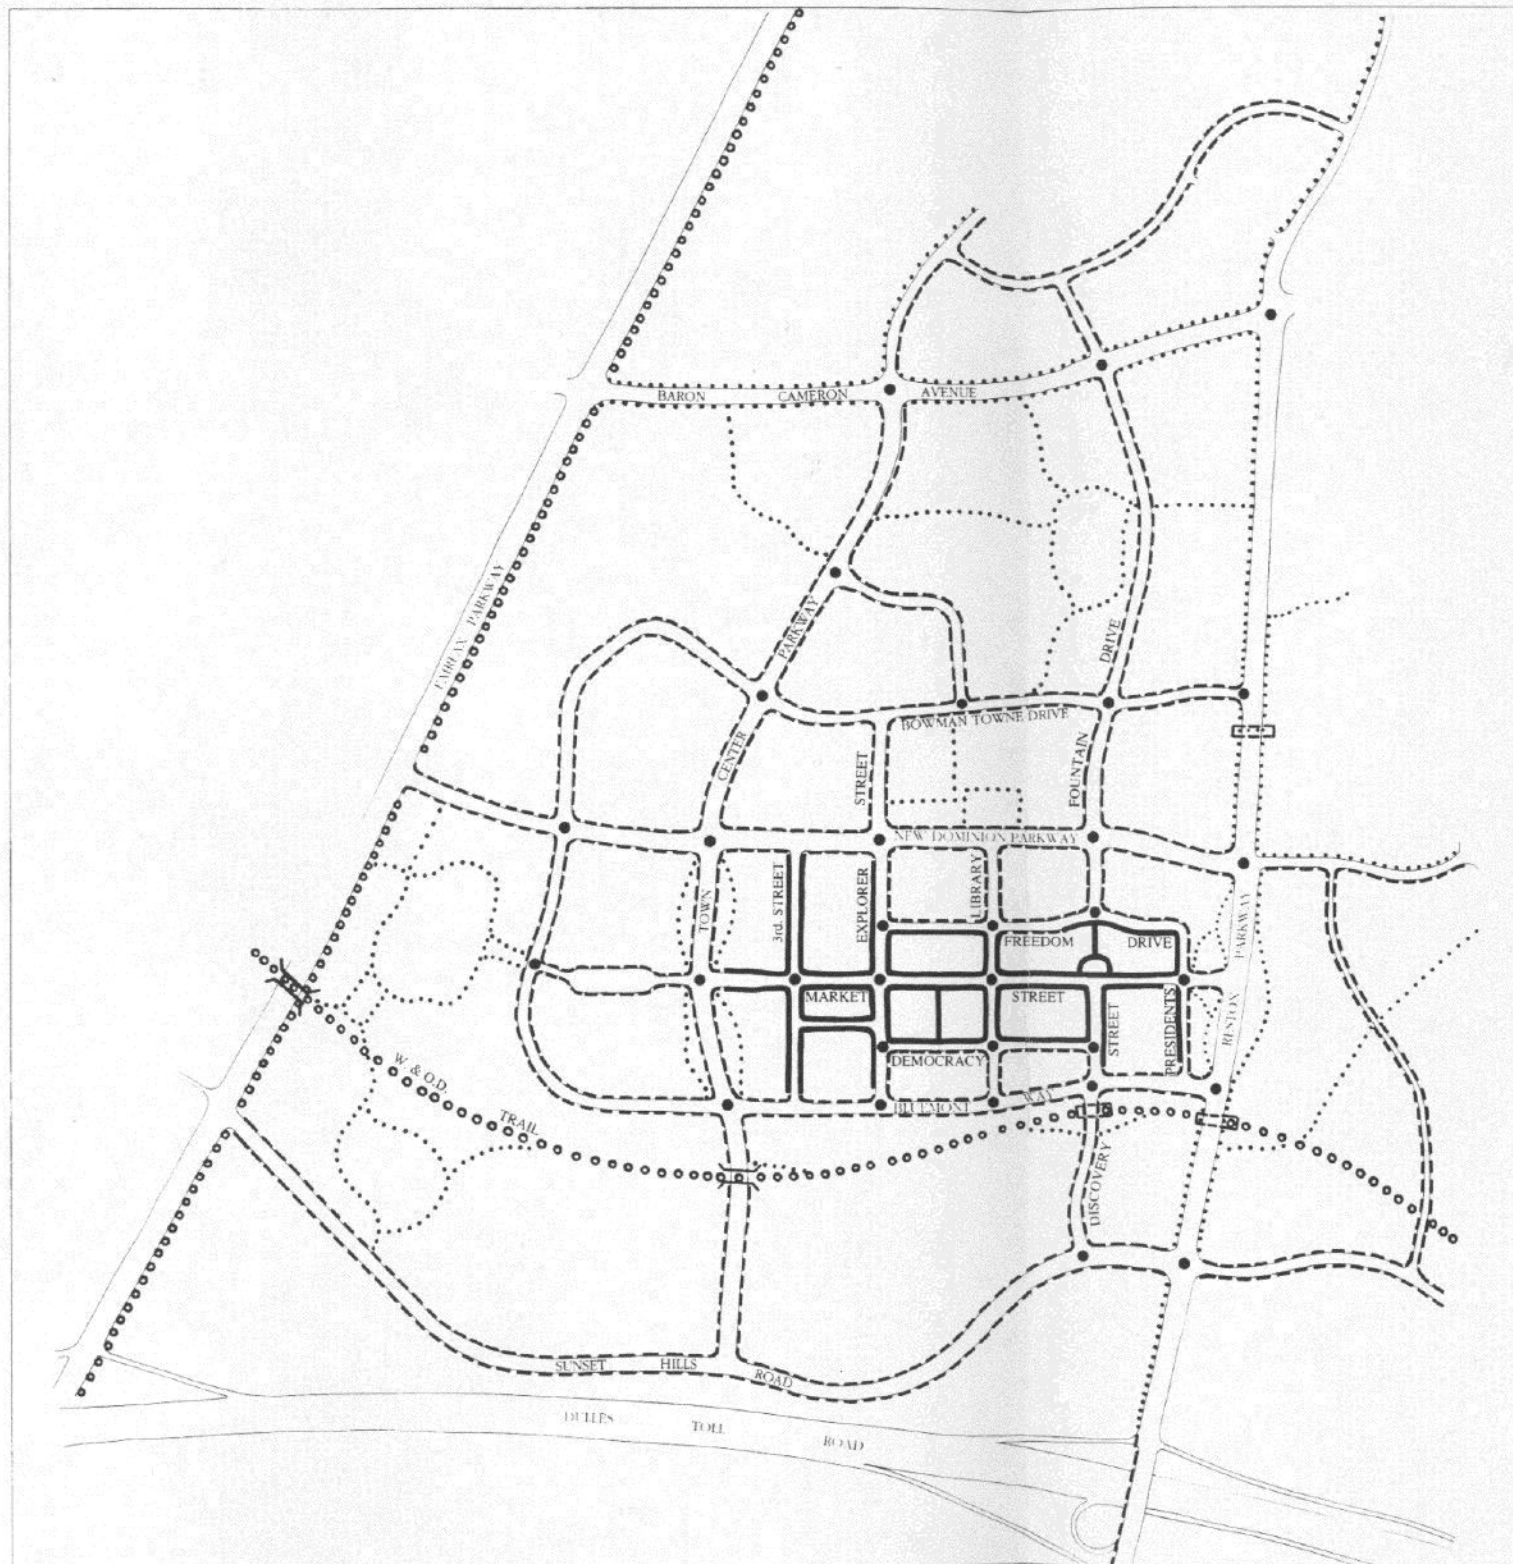 BARON CAMERON AVENUE
FAIRFAX PARKWAY
PARKWAY
DRIVE
BOWMAN TOWNE DRIVE
CENTER
STREET
FOUNTAIN
NEW DOMINION PARKWAY
TOWN
3rd. STREET
EXPLORER
LIBRARY
FREEDOM DRIVE
PARKWAY
MARKET STREET
STREET
PRESIDENTS
RESTON
DEMOCRACY
W. & O.D. TRAIL
BLUEMONT WAY
DISCOVERY
SUNSET HILLS ROAD
DULLES TOLL ROAD